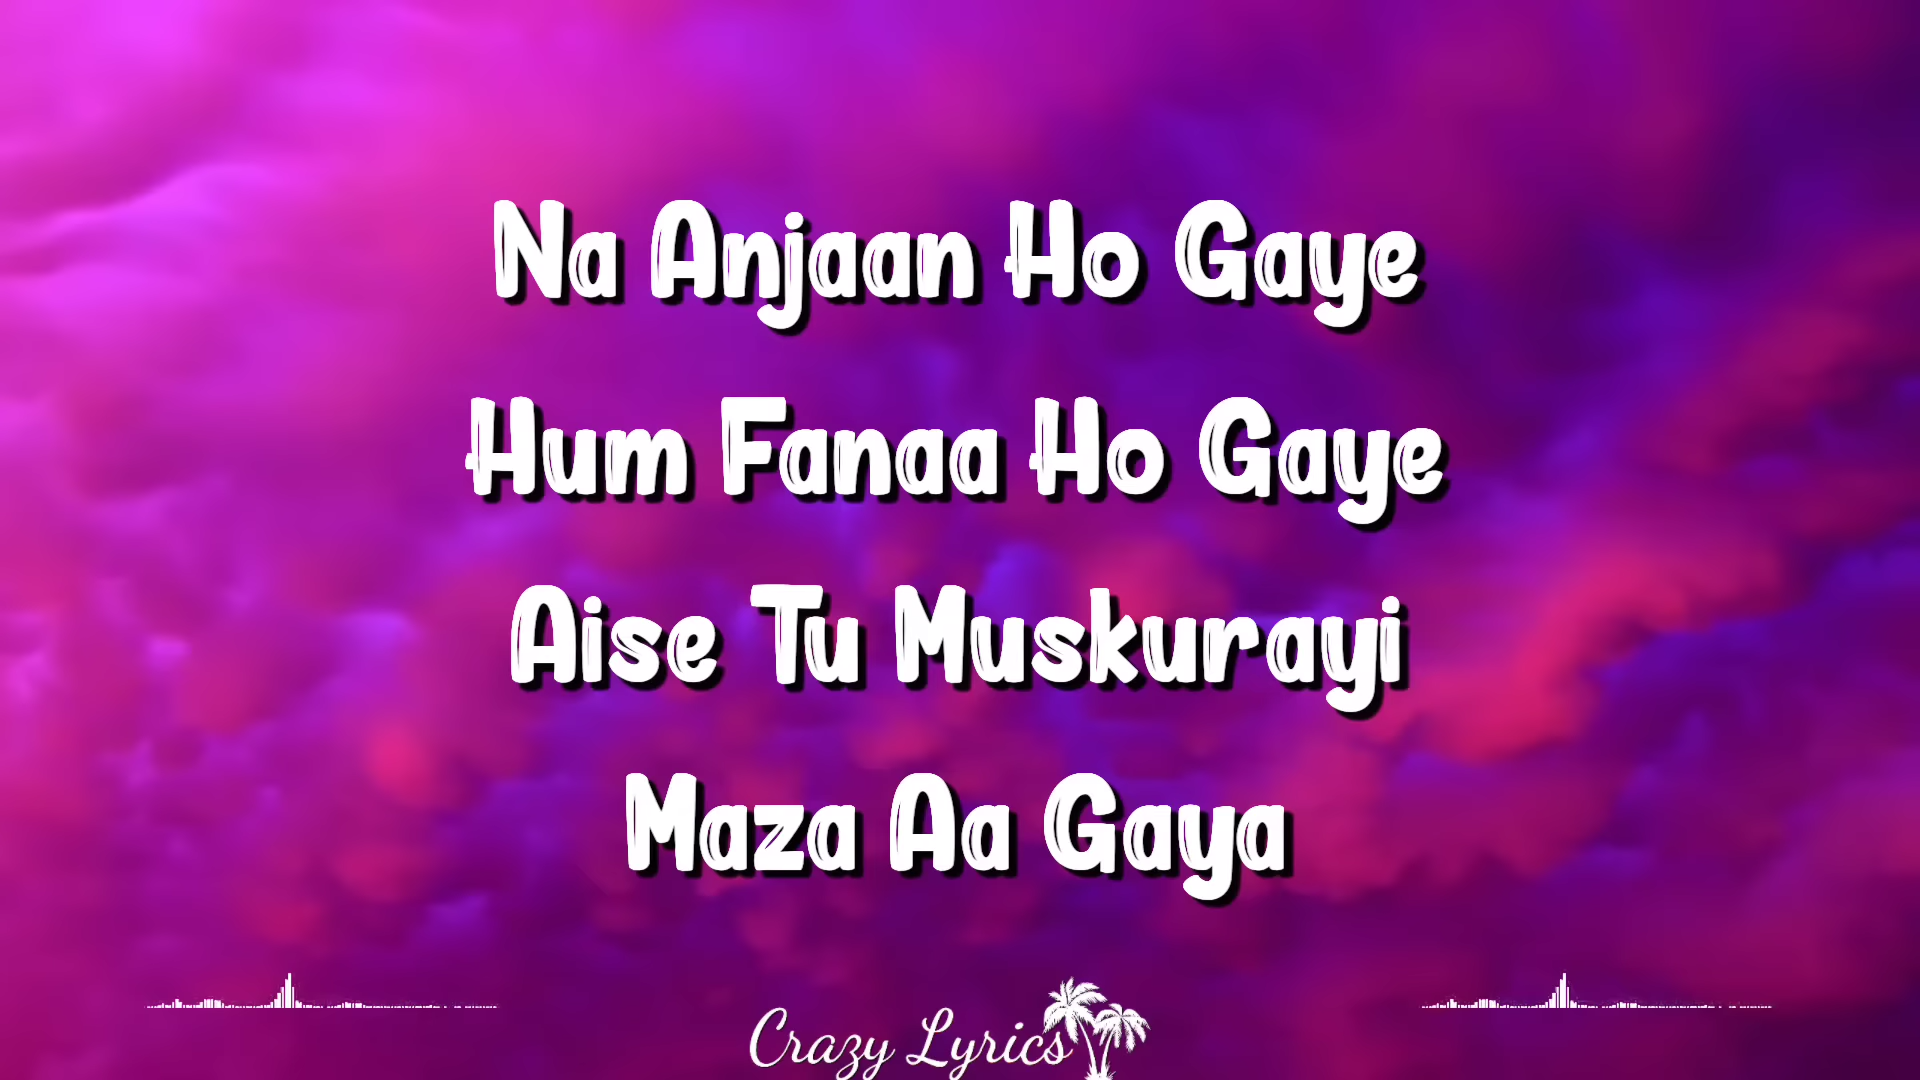 Na Anjaan Ho Gaye
Hum Fanaa Ho Gaye
Aise Tu Muskurayi
Maza Aa Gaya
Crazy Lyrics